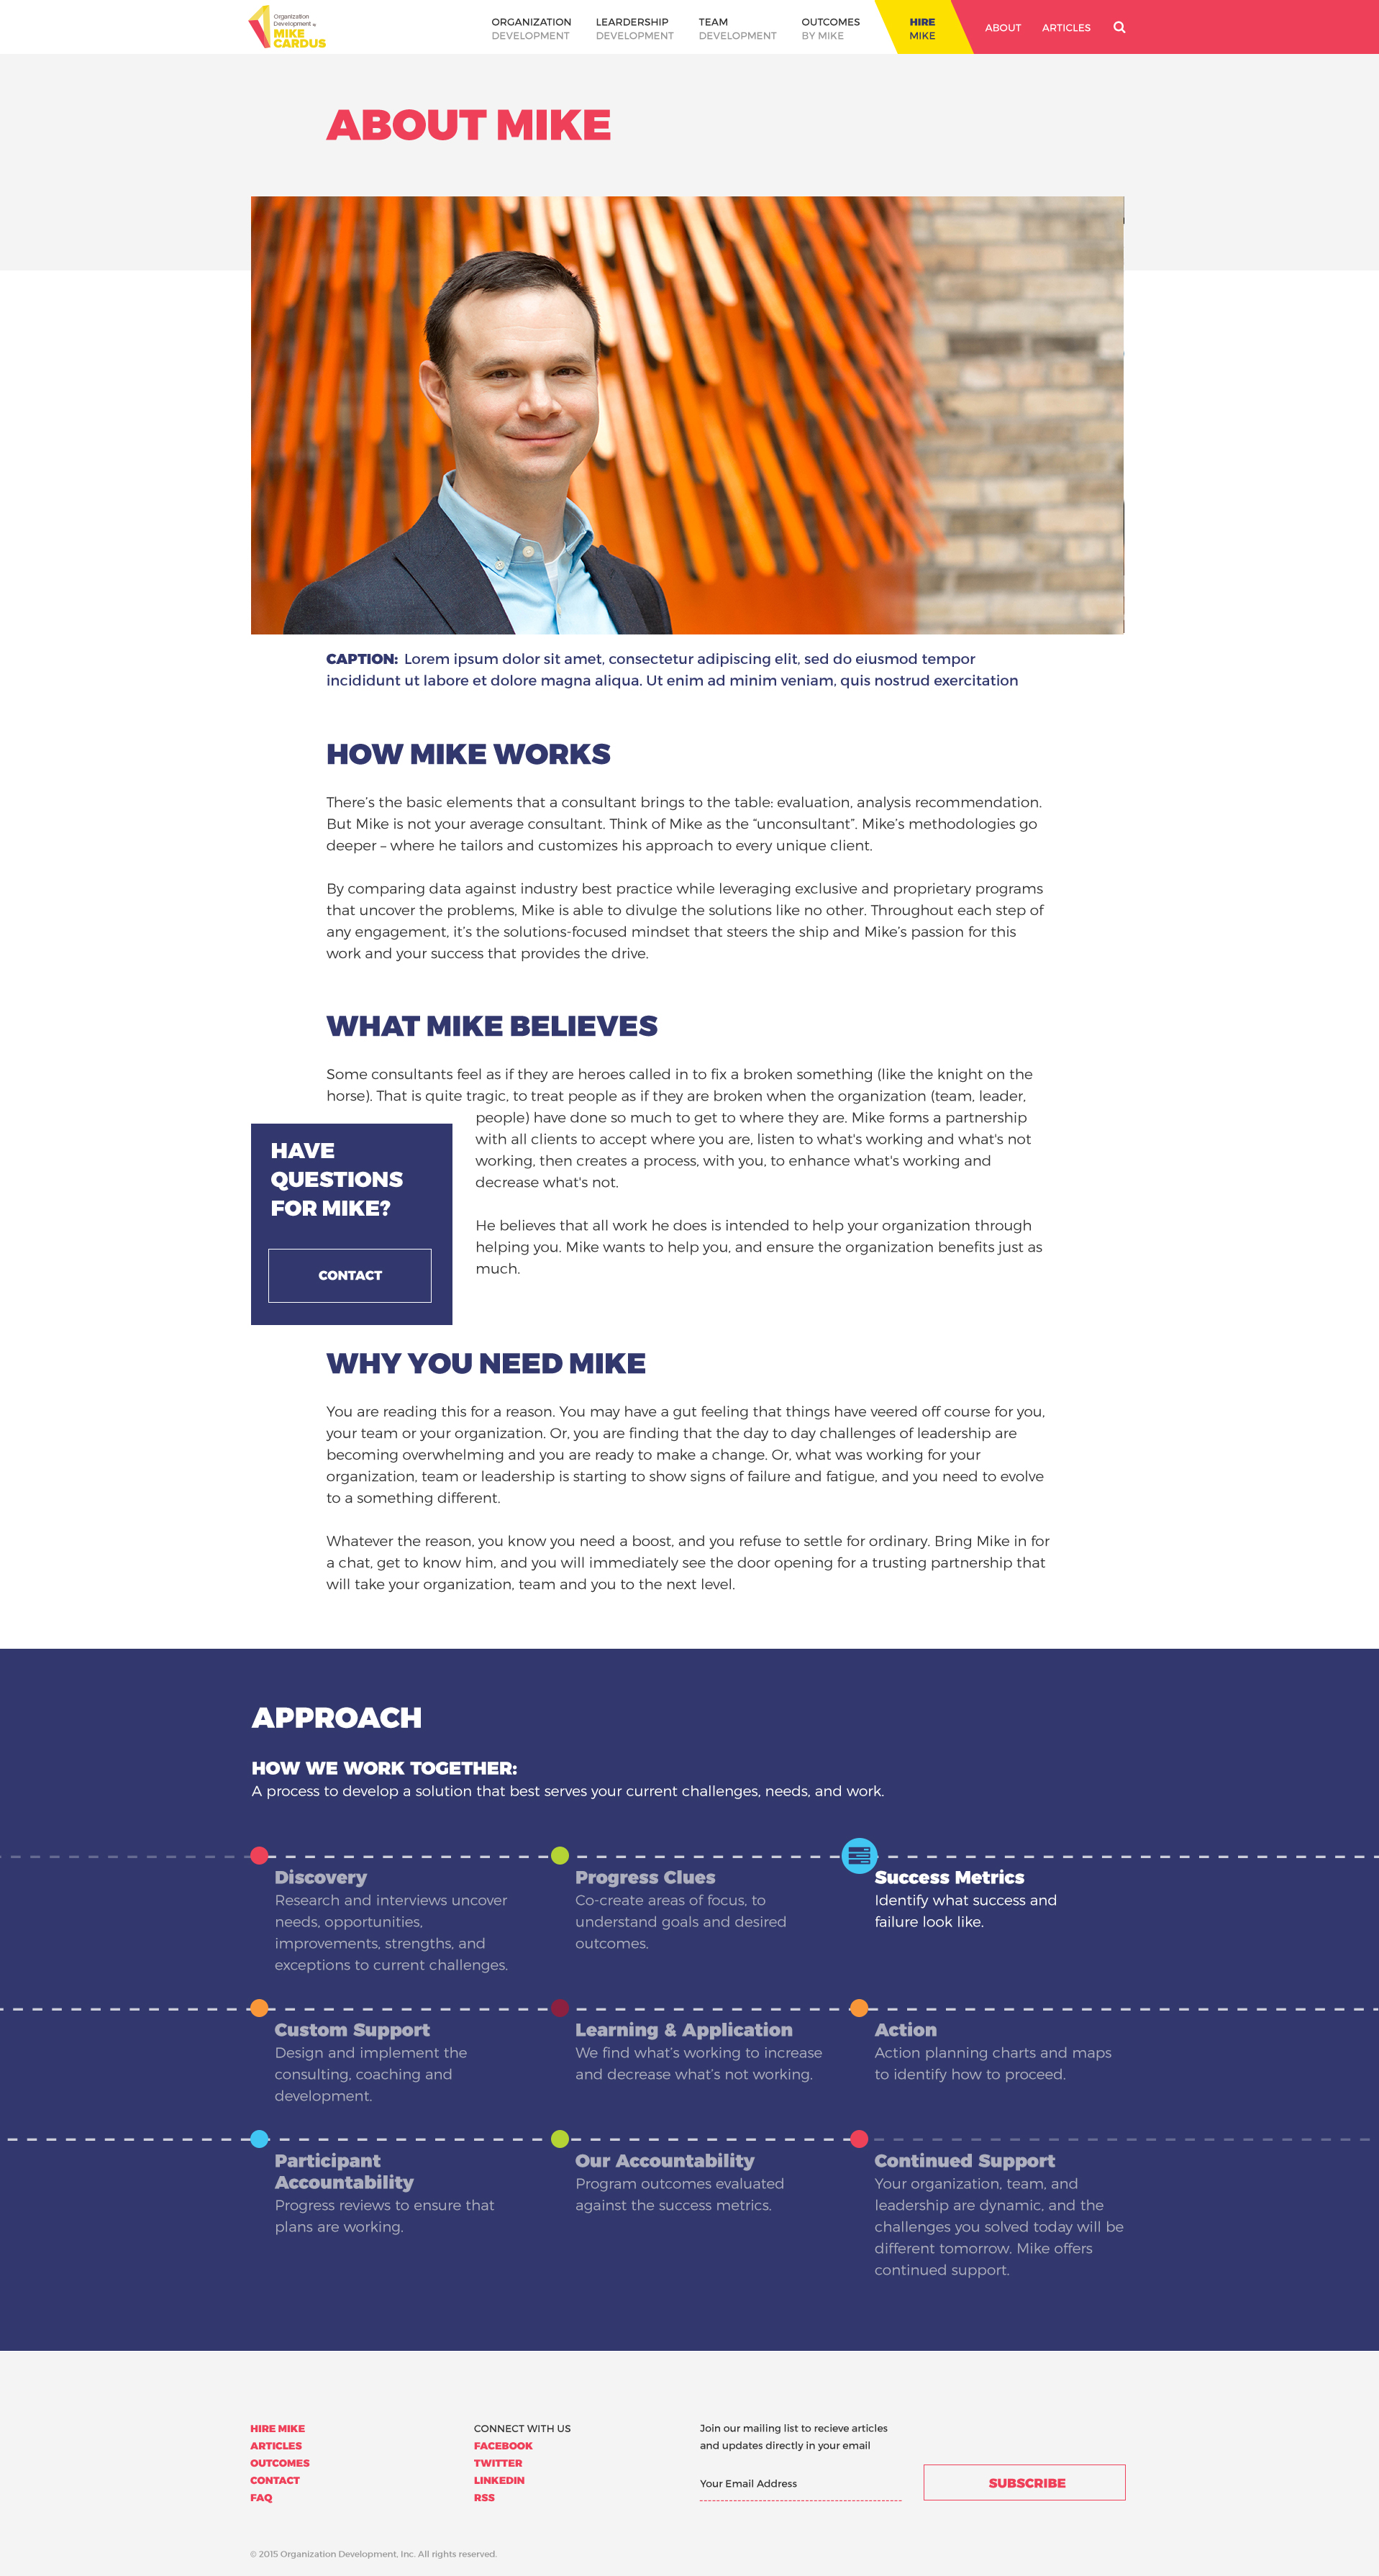 Organization
Development
MIKE
CARDUS
ORGANIZATION
DEVELOPMENT
LEARDERSHIP
DEVELOPMENT
TEAM
DEVELOPMENT
OUTCOMES
BY MIKE
HIRE
MIKE
ABOUT
ARTICLES
ABOUT MIKE
CAPTION: Lorem ipsum dolor sit amet, consectetur adipiscing elit, sed do eiusmod tempor
incididunt ut labore et dolore magna aliqua. Ut enim ad minim veniam, quis nostrud exercitation
HOW MIKE WORKS
There’s the basic elements that a consultant brings to the table: evaluation, analysis recommendation.
But Mike is not your average consultant. Think of Mike as the “unconsultant”. Mike’s methodologies go
deeper – where he tailors and customizes his approach to every unique client.
By comparing data against industry best practice while leveraging exclusive and proprietary programs
that uncover the problems, Mike is able to divulge the solutions like no other. Throughout each step of
any engagement, it’s the solutions-focused mindset that steers the ship and Mike’s passion for this
work and your success that provides the drive.
WHAT MIKE BELIEVES
Some consultants feel as if they are heroes called in to fix a broken something (like the knight on the
horse). That is quite tragic, to treat people as if they are broken when the organization (team, leader,
people) have done so much to get to where they are. Mike forms a partnership
with all clients to accept where you are, listen to what's working and what's not
working, then creates a process, with you, to enhance what's working and
decrease what's not.
He believes that all work he does is intended to help your organization through
helping you. Mike wants to help you, and ensure the organization benefits just as
much.
HAVE
QUESTIONS
FOR MIKE?
CONTACT
WHY YOU NEED MIKE
You are reading this for a reason. You may have a gut feeling that things have veered off course for you,
your team or your organization. Or, you are finding that the day to day challenges of leadership are
becoming overwhelming and you are ready to make a change. Or, what was working for your
organization, team or leadership is starting to show signs of failure and fatigue, and you need to evolve
to a something different.
Whatever the reason, you know you need a boost, and you refuse to settle for ordinary. Bring Mike in for
a chat, get to know him, and you will immediately see the door opening for a trusting partnership that
will take your organization, team and you to the next level.
APPROACH
HOW WE WORK TOGETHER:
A process to develop a solution that best serves your current challenges, needs, and work.
Discovery
Research and interviews uncover
needs, opportunities,
improvements, strengths, and
exceptions to current challenges.
Progress Clues
Co-create areas of focus, to
understand goals and desired
outcomes.
Success Metrics
Identify what success and
failure look like.
Custom Support
Design and implement the
consulting, coaching and
development.
Learning & Application
We find what’s working to increase
and decrease what’s not working.
Action
Action planning charts and maps
to identify how to proceed.
Participant
Accountability
Progress reviews to ensure that
plans are working.
Our Accountability
Program outcomes evaluated
against the success metrics.
Continued Support
Your organization, team, and
leadership are dynamic, and the
challenges you solved today will be
different tomorrow. Mike offers
continued support.
HIRE MIKE
ARTICLES
OUTCOMES
CONTACT
FAQ
CONNECT WITH US
FACEBOOK
TWITTER
LINKEDIN
RSS
Join our mailing list to recieve articles
and updates directly in your email
Your Email Address
SUBSCRIBE
© 2015 Organization Development, Inc. All rights reserved.